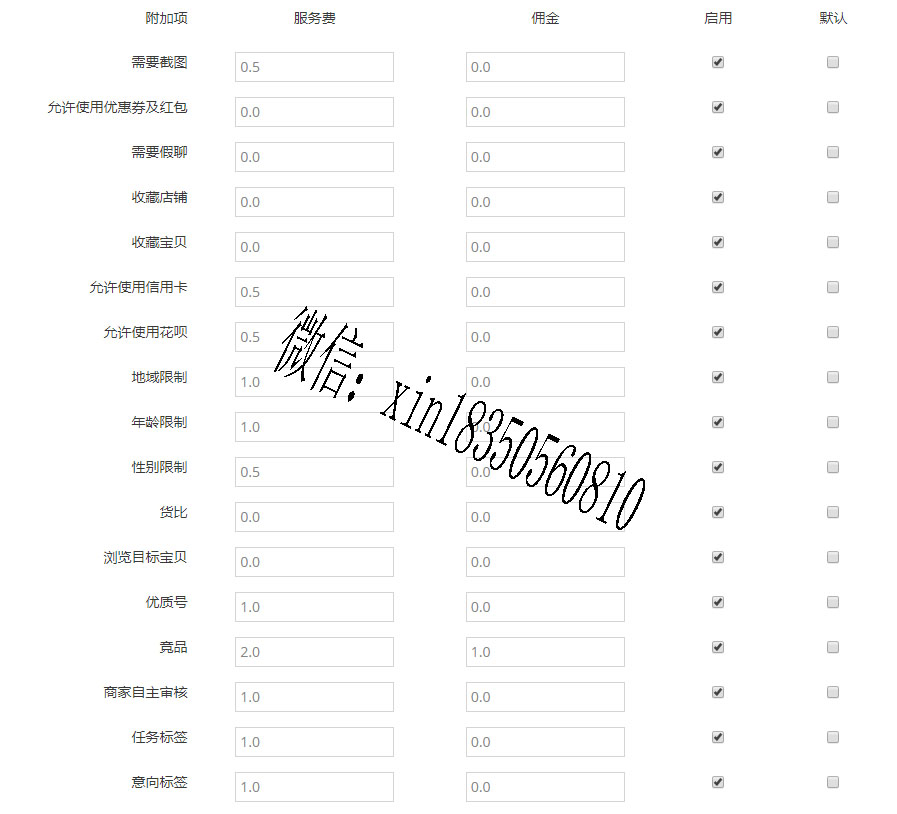 附加项 服务费 佣金 启用 默认
需要截图 0.5 0.0
允许使用优惠券及红包 0.0 0.0
需要假聊 0.0 0.0
收藏店铺 0.0 0.0
收藏宝贝 0.0 0.0
允许使用信用卡 0.5 0.0
允许使用花呗 0.5 0.0
地域限制 1.0 0.0
年龄限制 1.0 0.0
性别限制 0.5 0.0
货比 0.0 0.0
浏览目标宝贝 0.0 0.0
优质号 1.0 0.0
竟品 2.0 1.0
商家自主审核 1.0 0.0
任务标签 1.0 0.0
意向标签 1.0 0.0
微信：xin18350560810